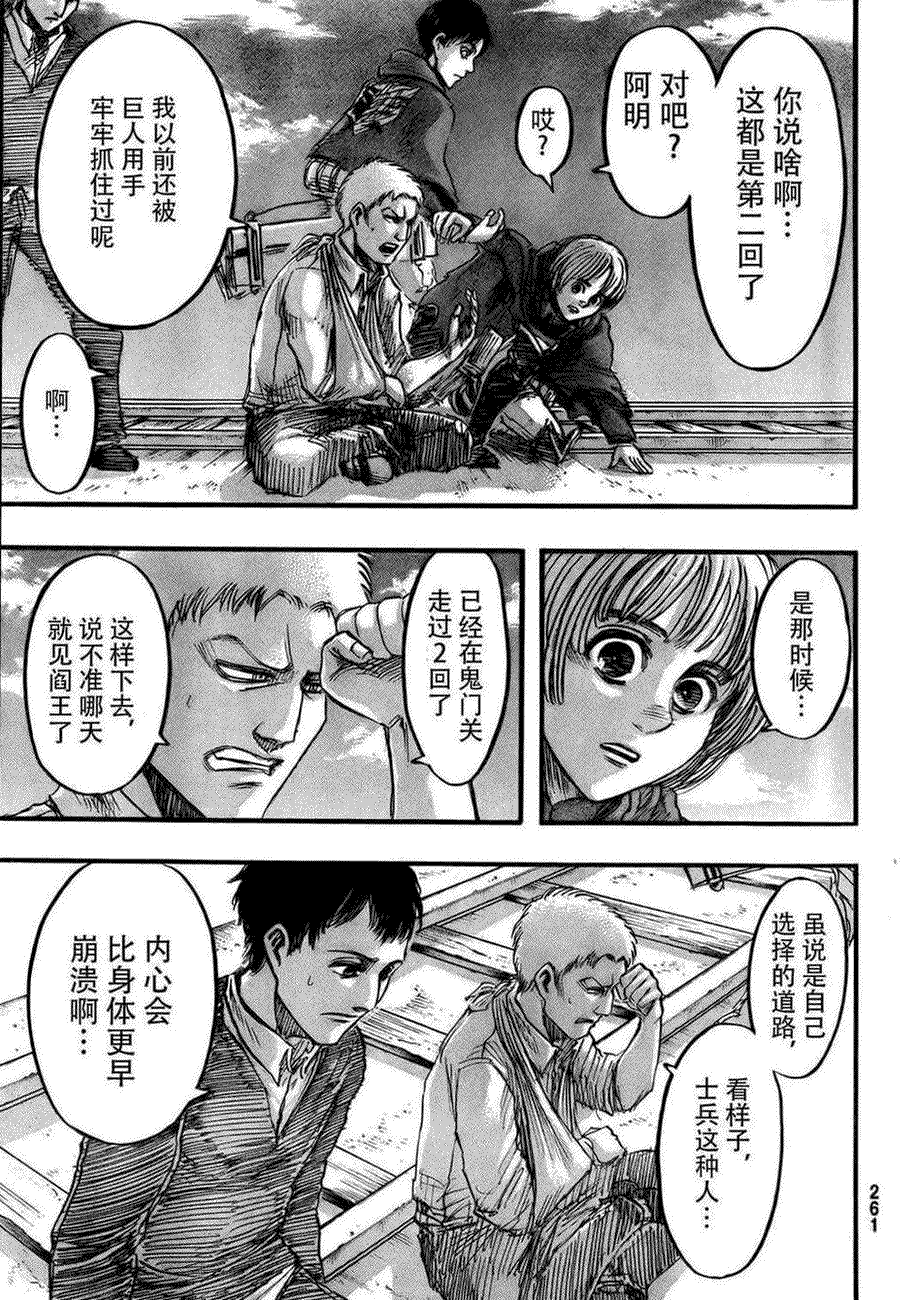 你说啥啊…
这都是第二回了
对吧?
阿明
哎?
我以前还被
巨人用手
牢牢抓住过呢
啊…
是那时候…
已经在鬼门关
走过2回了
这样下去,
说不准哪天
就见阎王了
虽说是自己
选择的道路,
看样子,
士兵这种人…
内心会
比身体更早
崩溃啊…
261